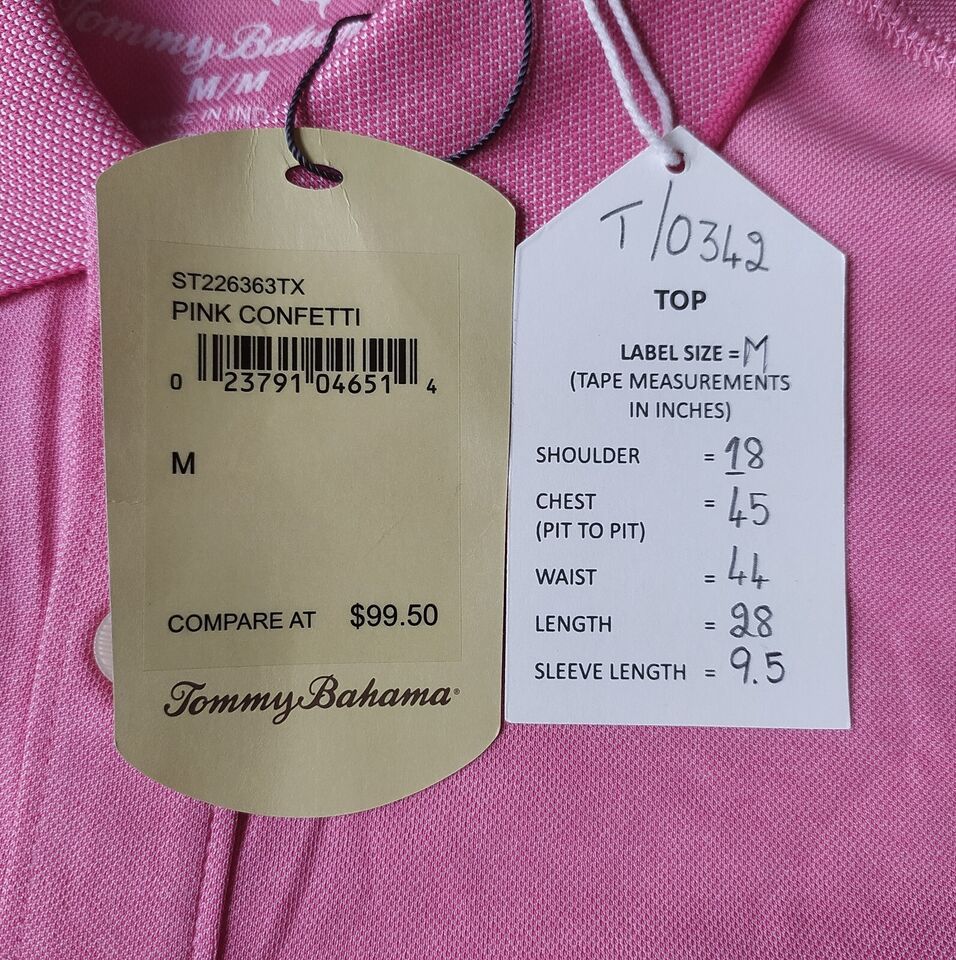 Tommy Bahama
M/M
ST226363TX
PINK CONFETTI
0 23791 04651 4
M
COMPARE AT $99.50
Tommy Bahama®
T/0342
TOP
LABEL SIZE = M
(TAPE MEASUREMENTS
IN INCHES)
SHOULDER = 18
CHEST = 45
(PIT TO PIT)
WAIST = 44
LENGTH = 28
SLEEVE LENGTH = 9.5